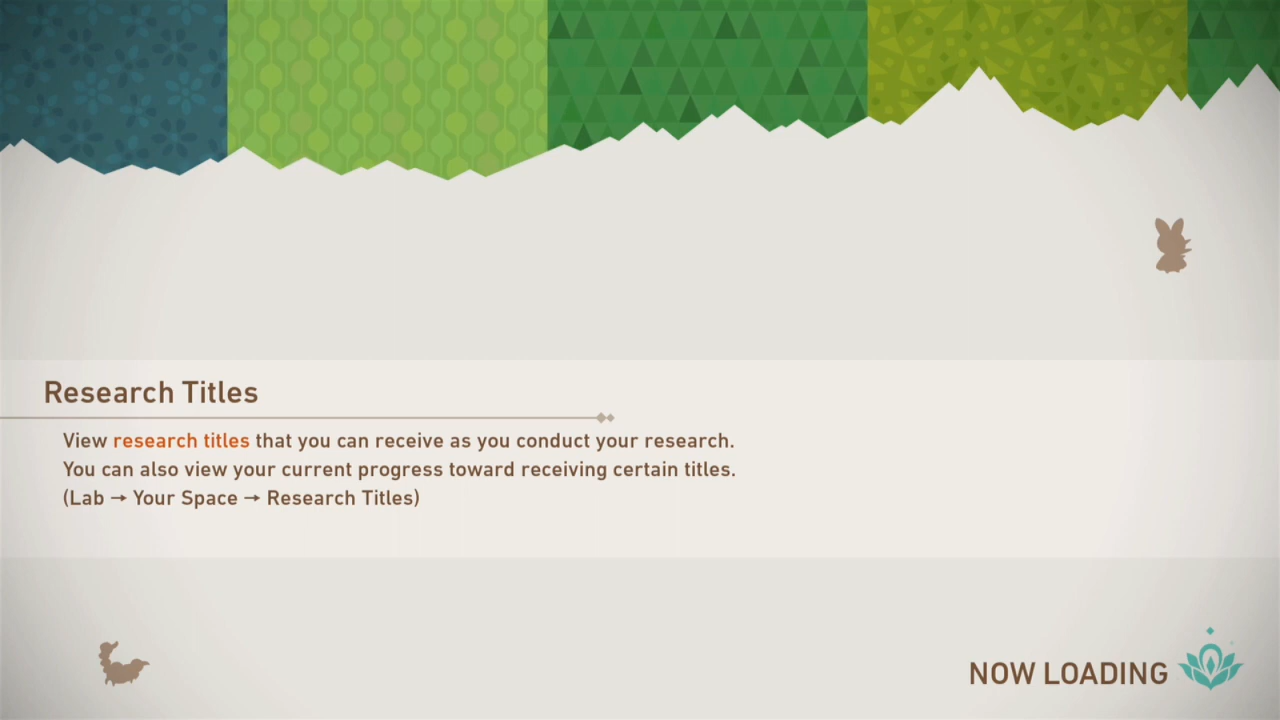 Research Titles
View research titles that you can receive as you conduct your research.
You can also view your current progress toward receiving certain titles.
(Lab → Your Space → Research Titles)
NOW LOADING